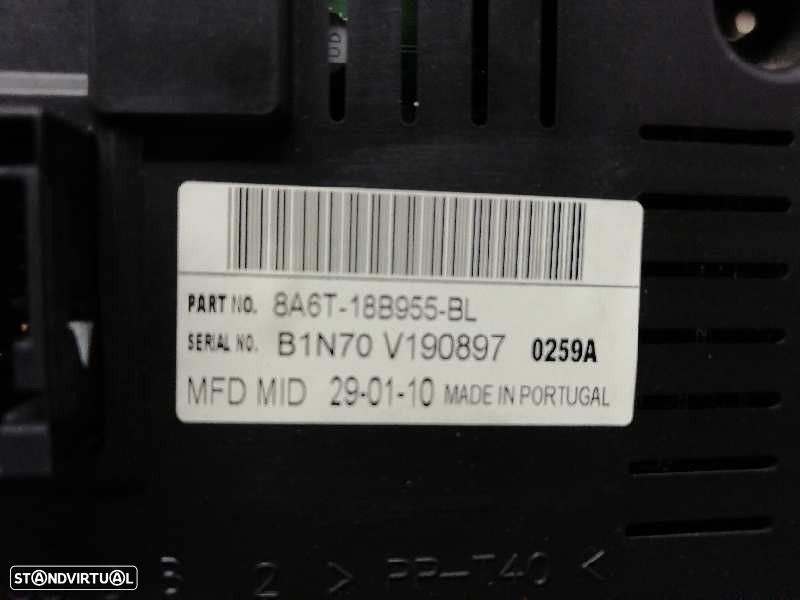 PART NO. 8A6T-18B955-BL
SERIAL NO. B1N70 V190897 0259A
MFD MID 29-01-10 MADE IN PORTUGAL
B 2 > PP-T40 <
STANDVIRTUAL